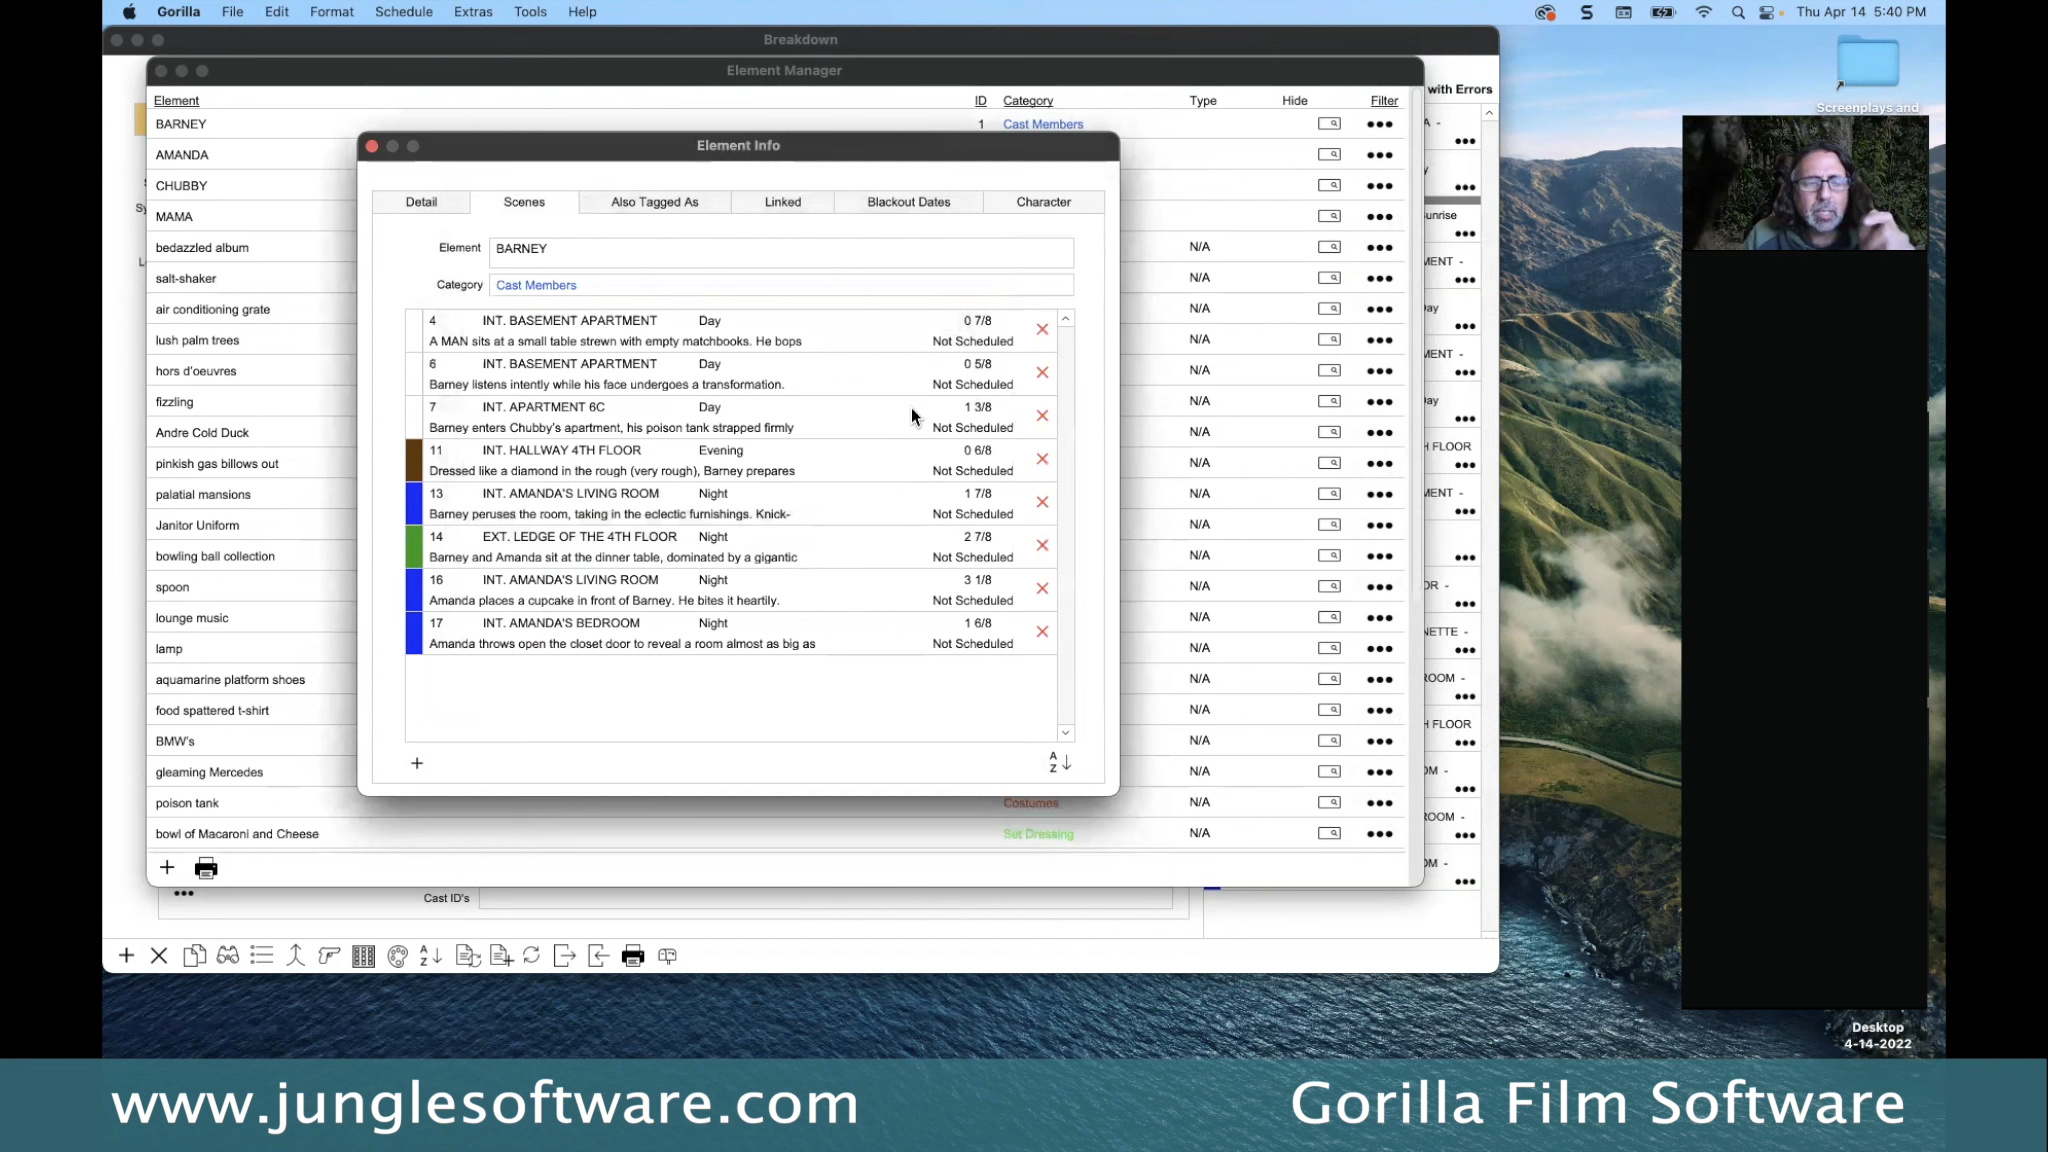 Gorilla File Edit Format Schedule Extras Tools Help Thu Apr 14 5:40 PM
Breakdown
Element Manager
with Errors
Screenplays and
Element ID Category Type Hide Filter
BARNEY 1 Cast Members
AMANDA
CHUBBY
MAMA
bedazzled album N/A
salt-shaker N/A
air conditioning grate N/A
lush palm trees N/A
hors d'oeuvres N/A
fizzling N/A
Andre Cold Duck N/A
pinkish gas billows out N/A
palatial mansions N/A
Janitor Uniform N/A
bowling ball collection N/A
spoon N/A
lounge music N/A
lamp N/A
aquamarine platform shoes N/A
food spattered t-shirt N/A
BMW's N/A
gleaming Mercedes N/A
poison tank Costumes N/A
bowl of Macaroni and Cheese Set Dressing N/A
Element Info
Detail Scenes Also Tagged As Linked Blackout Dates Character
Element BARNEY
Category Cast Members
4 INT. BASEMENT APARTMENT Day 0 7/8
A MAN sits at a small table strewn with empty matchbooks. He bops Not Scheduled
6 INT. BASEMENT APARTMENT Day 0 5/8
Barney listens intently while his face undergoes a transformation. Not Scheduled
7 INT. APARTMENT 6C Day 1 3/8
Barney enters Chubby's apartment, his poison tank strapped firmly Not Scheduled
11 INT. HALLWAY 4TH FLOOR Evening 0 6/8
Dressed like a diamond in the rough (very rough), Barney prepares Not Scheduled
13 INT. AMANDA'S LIVING ROOM Night 1 7/8
Barney peruses the room, taking in the eclectic furnishings. Knick- Not Scheduled
14 EXT. LEDGE OF THE 4TH FLOOR Night 2 7/8
Barney and Amanda sit at the dinner table, dominated by a gigantic Not Scheduled
16 INT. AMANDA'S LIVING ROOM Night 3 1/8
Amanda places a cupcake in front of Barney. He bites it heartily. Not Scheduled
17 INT. AMANDA'S BEDROOM Night 1 6/8
Amanda throws open the closet door to reveal a room almost as big as Not Scheduled
A
Z
A -
y
unrise
MENT -
ay
MENT -
ay
H FLOOR
MENT -
OR -
NETTE -
ROOM -
H FLOOR
OM -
ROOM -
OM -
Cast ID's
A
Z
Desktop
4-14-2022
www.junglesoftware.com Gorilla Film Software